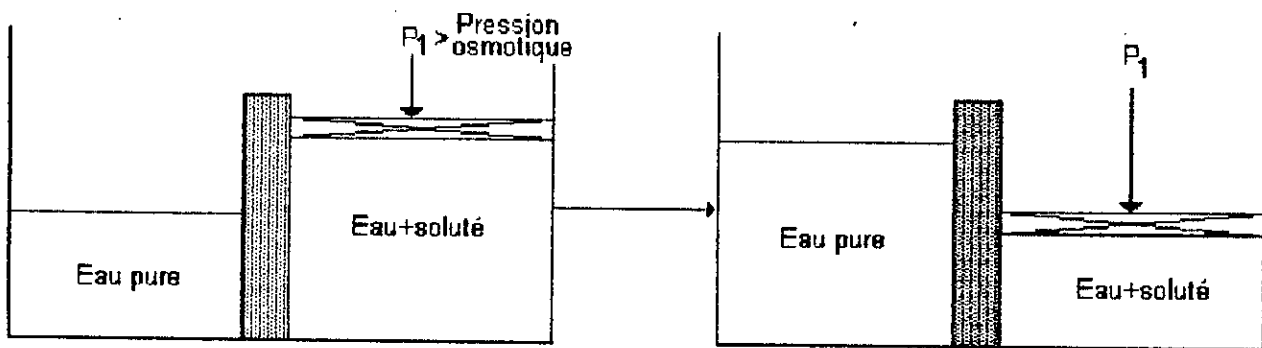 P1 > Pression
osmotique
P1
Eau+soluté
Eau pure
Eau pure
Eau+soluté